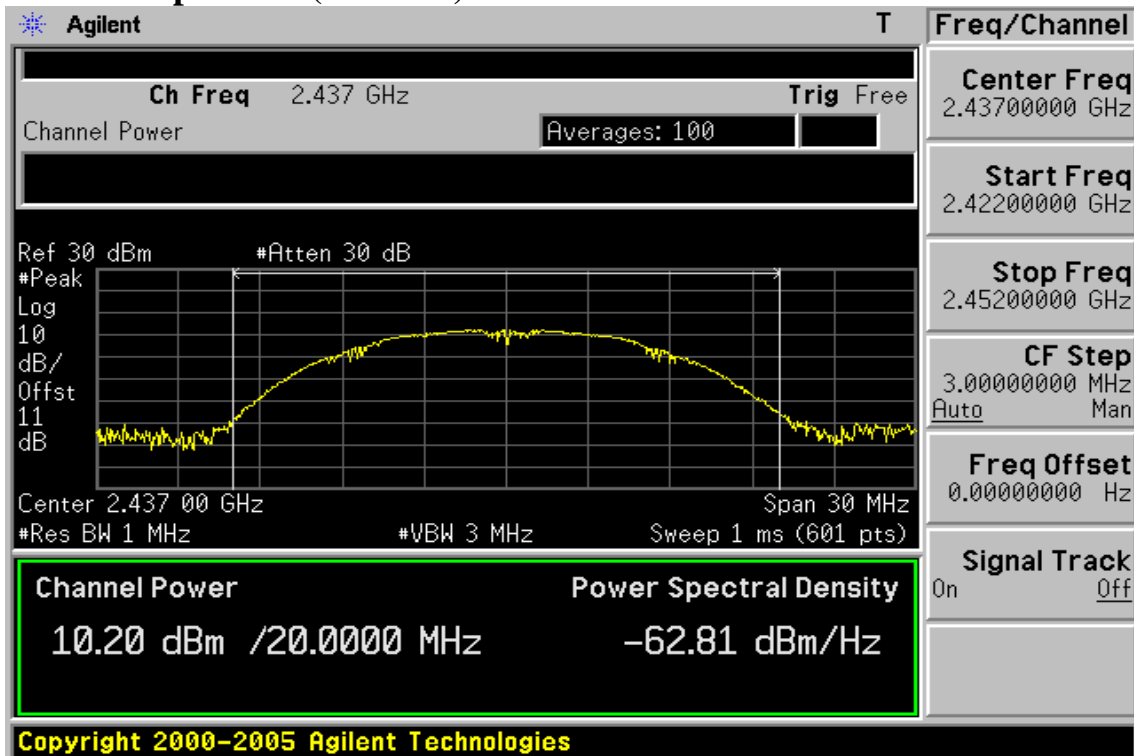 Agilent T
Ch Freq 2.437 GHz Trig Free
Channel Power Averages: 100
Ref 30 dBm #Atten 30 dB
#Peak
Log
10
dB/
Offst
11
dB
Center 2.437 00 GHz Span 30 MHz
#Res BW 1 MHz #VBW 3 MHz Sweep 1 ms (601 pts)
Channel Power Power Spectral Density
10.20 dBm /20.0000 MHz -62.81 dBm/Hz
Copyright 2000-2005 Agilent Technologies
Freq/Channel
Center Freq
2.43700000 GHz
Start Freq
2.42200000 GHz
Stop Freq
2.45200000 GHz
CF Step
3.00000000 MHz
Auto Man
Freq Offset
0.00000000 Hz
Signal Track
On Off